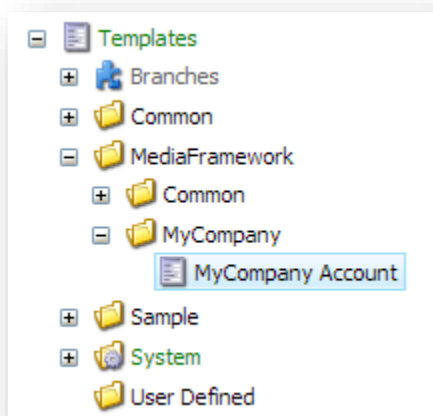 Templates
Branches
Common
MediaFramework
Common
MyCompany
MyCompany Account
Sample
System
User Defined